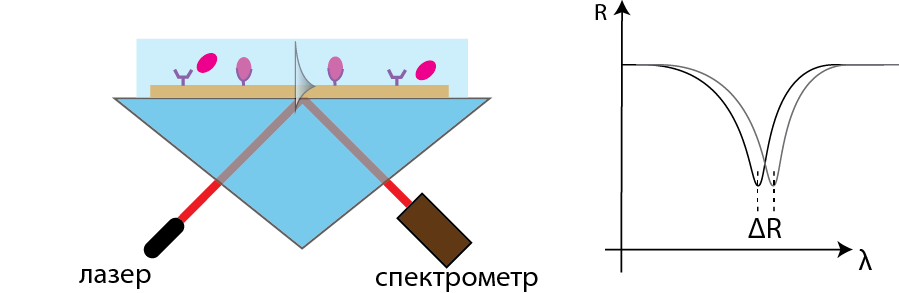 R
ΔR
λ
лазер
спектрометр